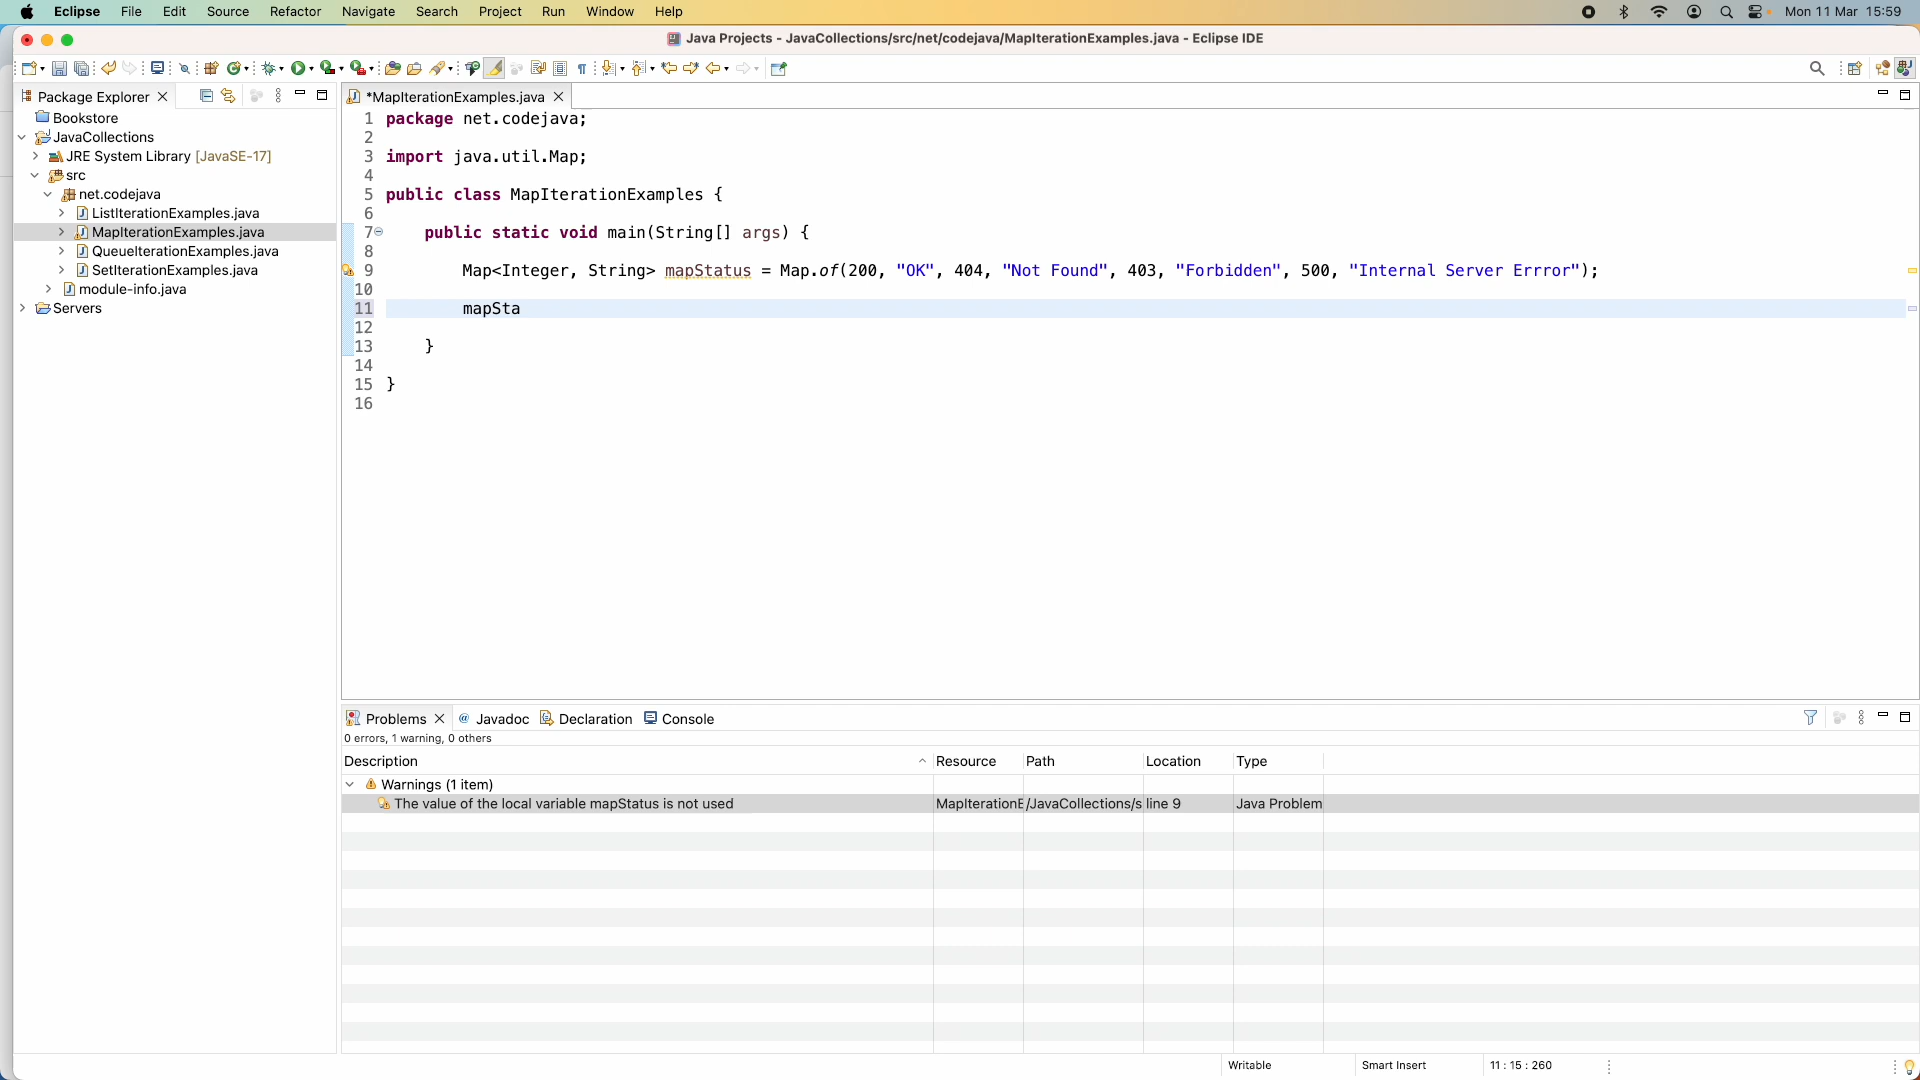 Eclipse File Edit Source Refactor Navigate Search Project Run Window Help Mon 11 Mar 15:59
Java Projects - JavaCollections/src/net/codejava/MapIterationExamples.java - Eclipse IDE
Package Explorer
Bookstore
JavaCollections
JRE System Library [JavaSE-17]
src
net.codejava
ListIterationExamples.java
MapIterationExamples.java
QueueIterationExamples.java
SetIterationExamples.java
module-info.java
Servers
*MapIterationExamples.java
1 package net.codejava;
2
3 import java.util.Map;
4
5 public class MapIterationExamples {
6
7 public static void main(String[] args) {
8
9 Map<Integer, String> mapStatus = Map.of(200, "OK", 404, "Not Found", 403, "Forbidden", 500, "Internal Server Errror");
10
11 mapSta
12
13 }
14
15 }
16
Problems @ Javadoc Declaration Console
0 errors, 1 warning, 0 others
Description Resource Path Location Type
Warnings (1 item)
The value of the local variable mapStatus is not used MapIterationE /JavaCollections/s line 9 Java Problem
Writable Smart Insert 11 : 15 : 260